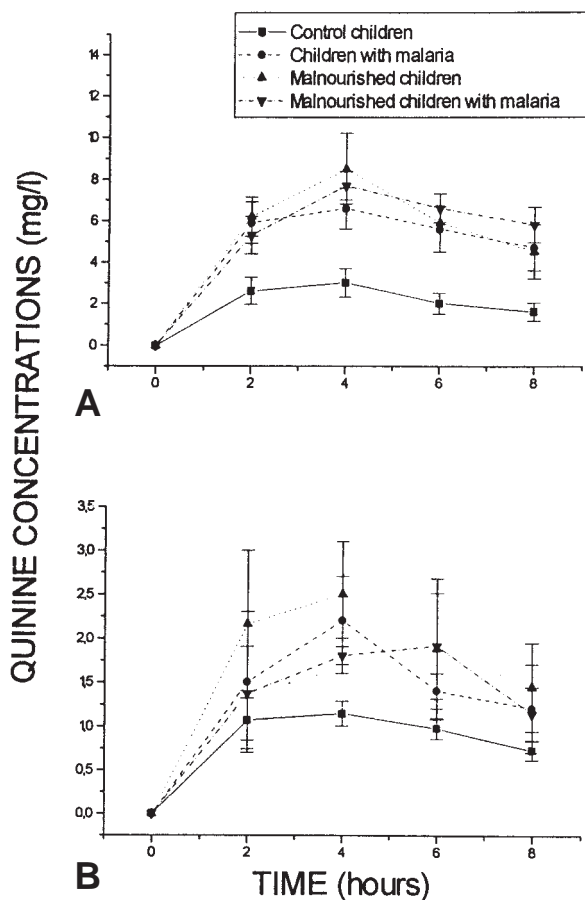 Control children
Children with malaria
Malnourished children
Malnourished children with malaria
QUININE CONCENTRATIONS (mg/l)
14
12
10
8
6
4
2
0
0 2 4 6 8
A
3,5
3,0
2,5
2,0
1,5
1,0
0,5
0,0
0 2 4 6 8
B
TIME (hours)